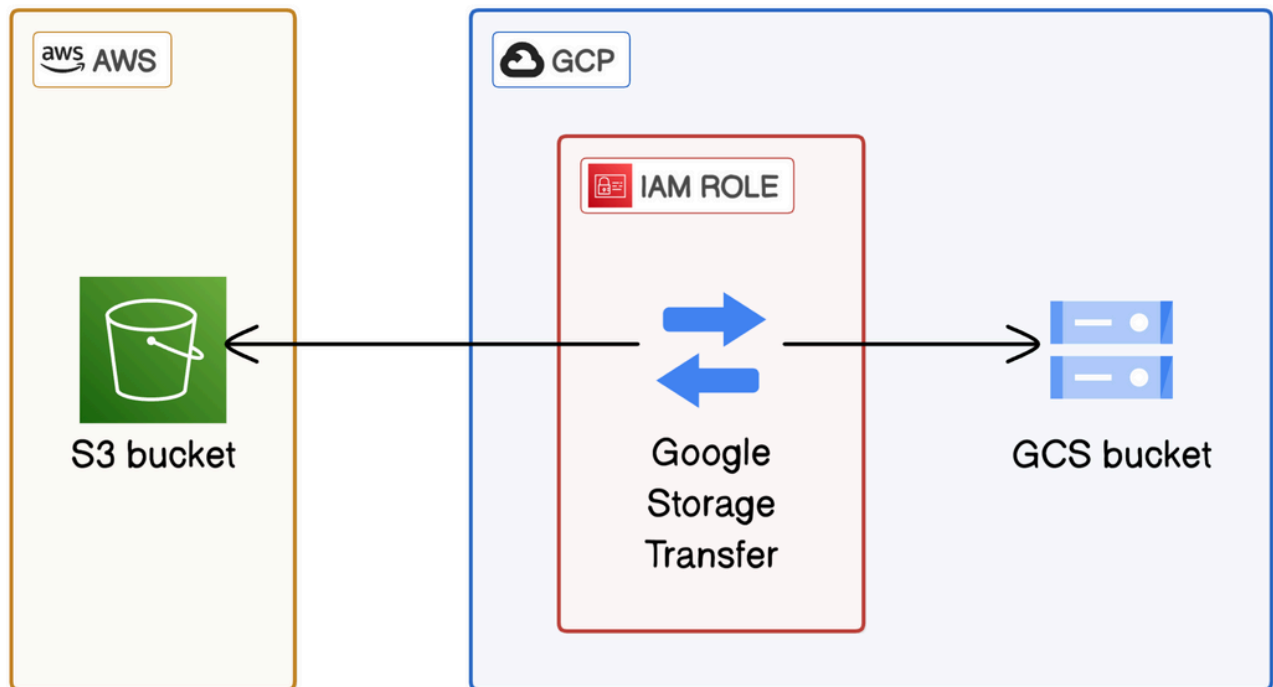 aws AWS
GCP
IAM ROLE
S3 bucket
Google
Storage
Transfer
GCS bucket